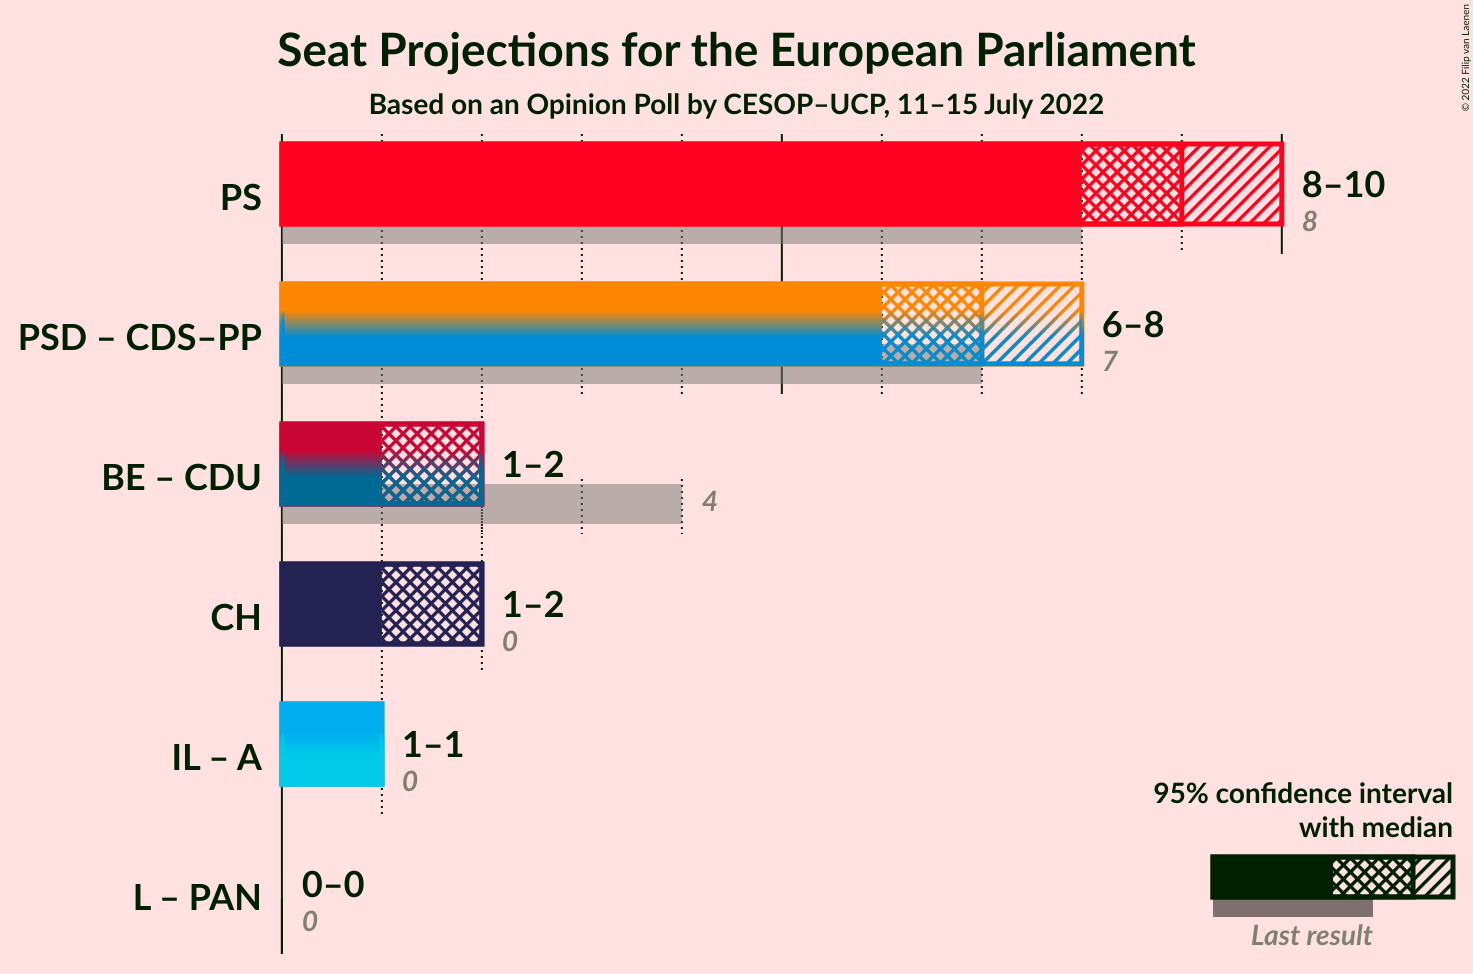 Seat Projections for the European Parliament
Based on an Opinion Poll by CESOP–UCP, 11–15 July 2022
© 2022 Filip van Laenen
PS
8–10
8
PSD – CDS–PP
6–8
7
BE – CDU
1–2
4
CH
1–2
0
IL – A
1–1
0
L – PAN
0–0
0
95% confidence interval
with median
Last result